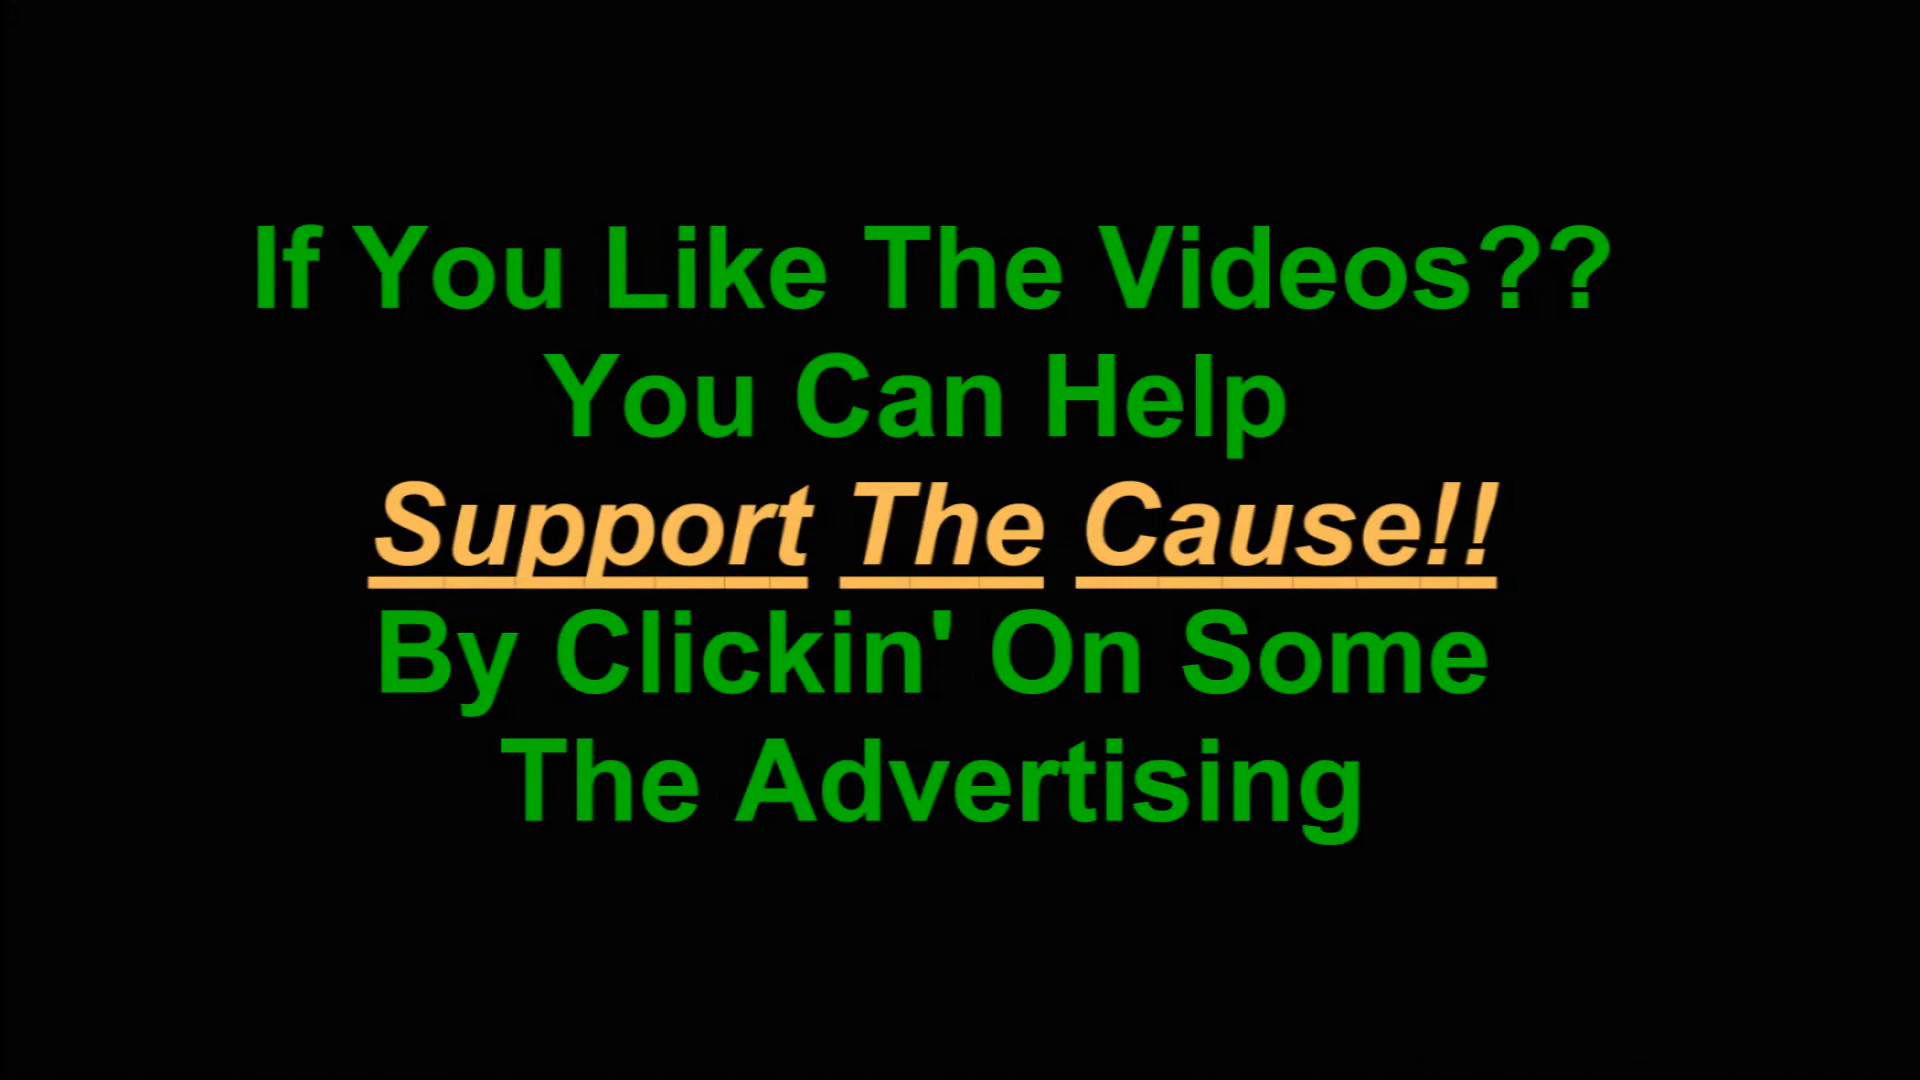 If You Like The Videos??
You Can Help
Support The Cause!!
By Clickin' On Some
The Advertising